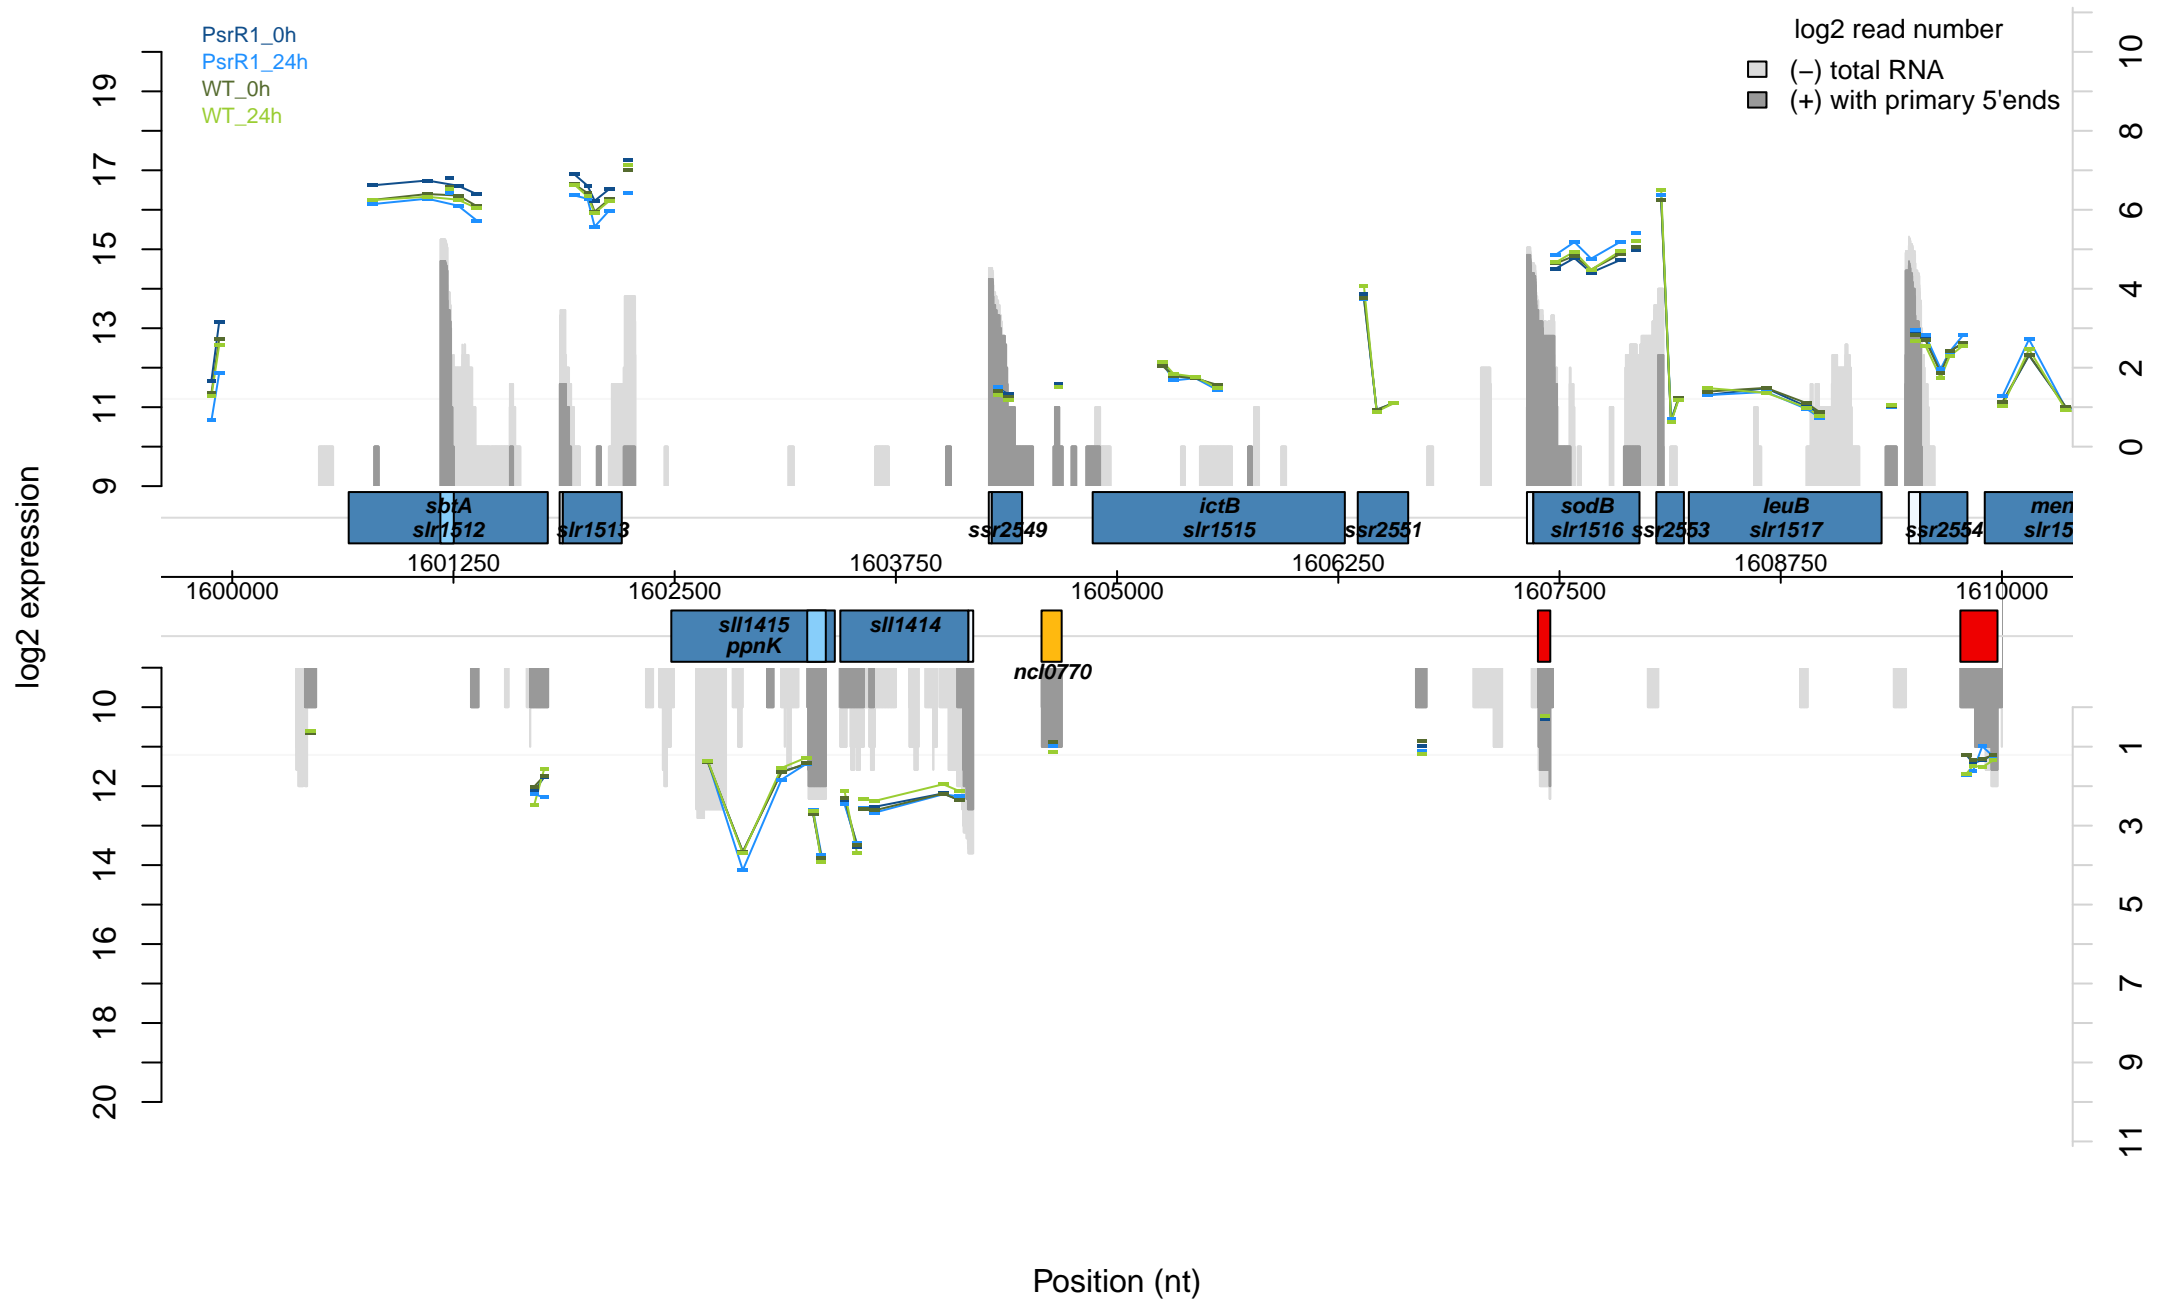 PsrR1_0h
PsrR1_24h
WT_0h
WT_24h
log2 read number
(−) total RNA
(+) with primary 5'ends
19
17
15
13
11
9
10
8
6
4
2
0
log2 expression
sbtA
slr1512
slr1513
ssr2549
ictB
slr1515
ssr2551
sodB
slr1516
ssr2553
leuB
slr1517
ssr2554
men
slr15
1601250
1603750
1606250
1608750
1600000
1602500
1605000
1607500
1610000
sll1415
ppnK
sll1414
ncl0770
10
12
14
16
18
20
1
3
5
7
9
11
Position (nt)